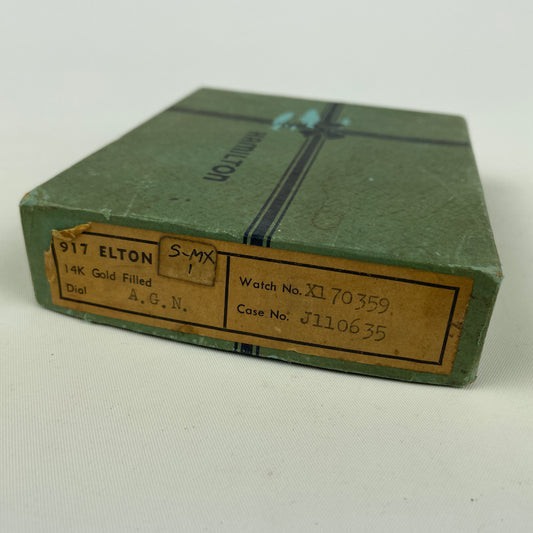 HAMILTON
917 ELTON
S-MX
1
14K Gold Filled
Dial A.G.N.
Watch No. X170359
Case No. J110635